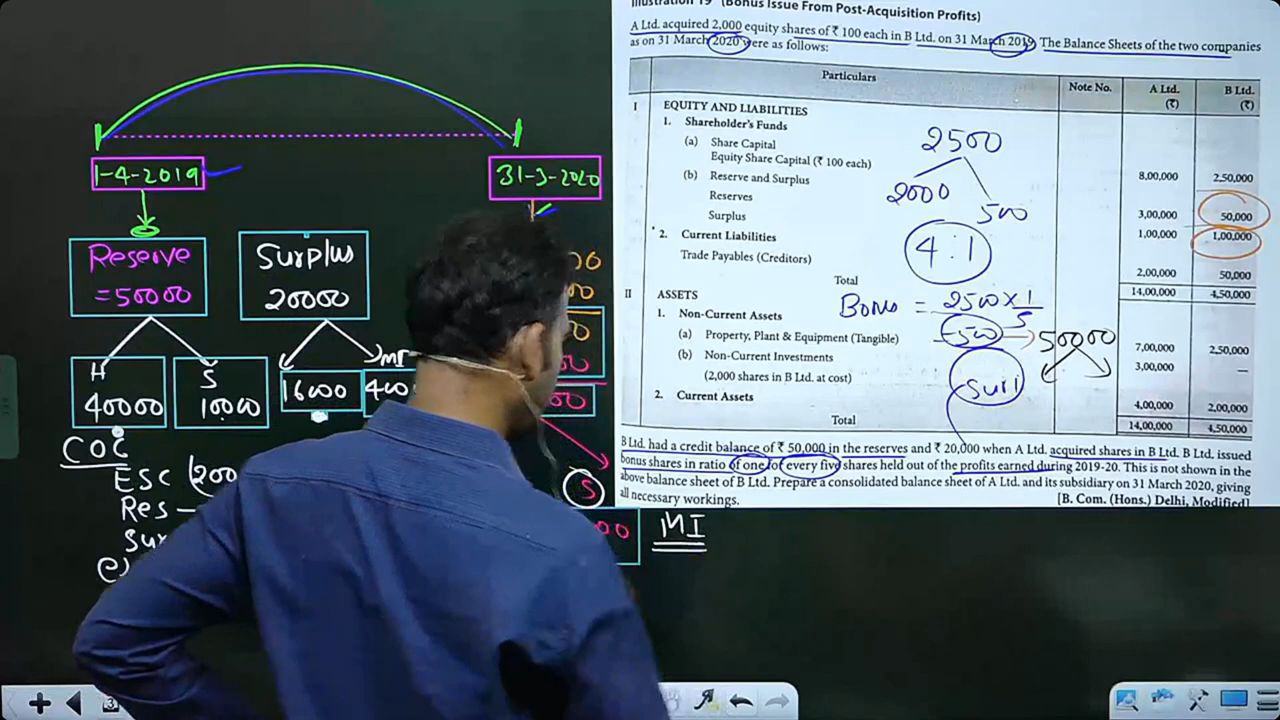 Illustration 19 (Bonus Issue From Post-Acquisition Profits)
A Ltd. acquired 2,000 equity shares of ₹ 100 each in B Ltd. on 31 March 2019. The Balance Sheets of the two companies
as on 31 March 2020 were as follows:
Particulars Note No. A Ltd. (₹) B Ltd. (₹)
I EQUITY AND LIABILITIES
1. Shareholder's Funds
(a) Share Capital
Equity Share Capital (₹ 100 each) 8,00,000 2,50,000
(b) Reserve and Surplus
Reserves 3,00,000 50,000
Surplus 1,00,000 1,00,000
2. Current Liabilities
Trade Payables (Creditors) 2,00,000 50,000
Total 14,00,000 4,50,000
II ASSETS
1. Non-Current Assets
(a) Property, Plant & Equipment (Tangible) 7,00,000 2,50,000
(b) Non-Current Investments 3,00,000 —
(2,000 shares in B Ltd. at cost)
2. Current Assets 4,00,000 2,00,000
Total 14,00,000 4,50,000
B Ltd. had a credit balance of ₹ 50,000 in the reserves and ₹ 20,000 when A Ltd. acquired shares in B Ltd. B Ltd. issued
bonus shares in ratio of one for every five shares held out of the profits earned during 2019-20. This is not shown in the
above balance sheet of B Ltd. Prepare a consolidated balance sheet of A Ltd. and its subsidiary on 31 March 2020, giving
all necessary workings.
[B. Com. (Hons.) Delhi, Modified]
2500
2000 500
4:1
Bonus = 2500 × 1/5
= 500 → 50000
Surl
1-4-2019
31-3-2020
Reserve
=50000
Surplus
20000
H
40000
S
10000
16000
MI
400
COC
ESC (200
Res —
Sur
S
00
MI